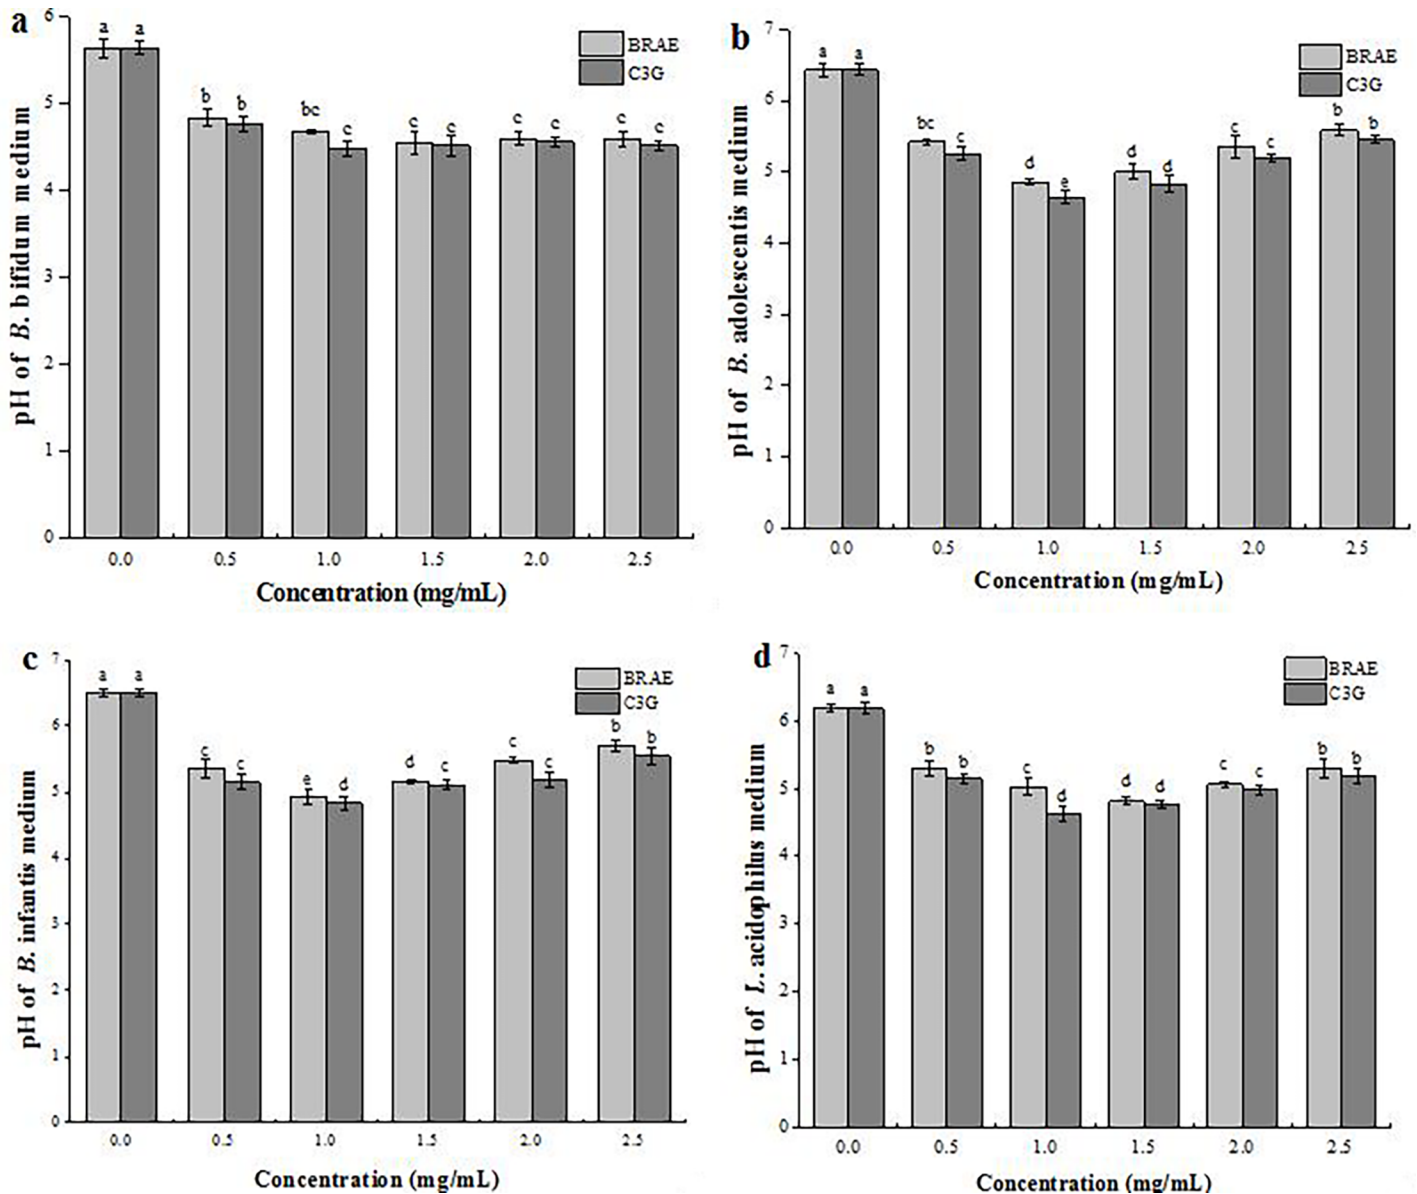 a
pH of B. bifidum medium
6
5
4
3
2
1
0
a a b b bc c c c c c c c
BRAE
C3G
0.0 0.5 1.0 1.5 2.0 2.5
Concentration (mg/mL)
b
pH of B. adolescentis medium
7
6
5
4
3
2
1
0
a a bc c d e d d c c b b
BRAE
C3G
0.0 0.5 1.0 1.5 2.0 2.5
Concentration (mg/mL)
c
pH of B. infantis medium
7
6
5
4
3
2
1
0
a a c c e d d c c c b b
BRAE
C3G
0.0 0.5 1.0 1.5 2.0 2.5
Concentration (mg/mL)
d
pH of L. acidophilus medium
7
6
5
4
3
2
1
0
a a b b c d d d c c b b
BRAE
C3G
0.0 0.5 1.0 1.5 2.0 2.5
Concentration (mg/mL)